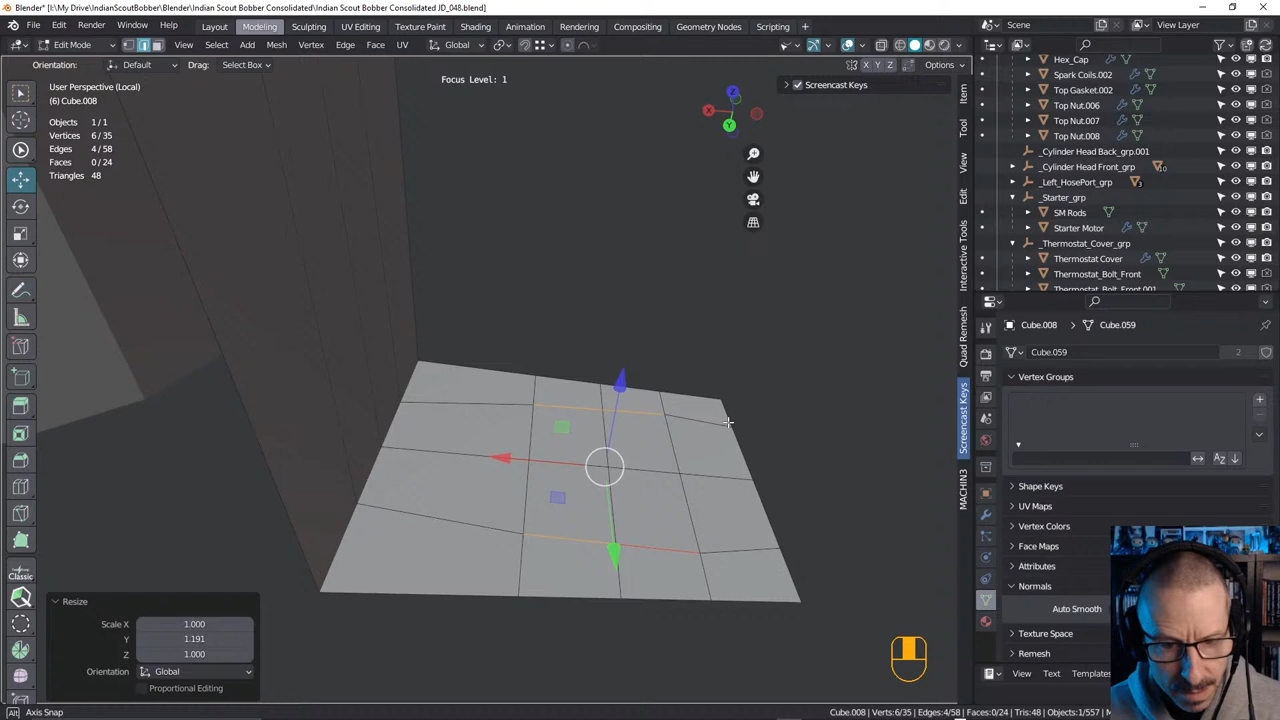 Blender* [I:\My Drive\IndianScoutBobber\Blender\Indian Scout Bobber Consolidated\Indian Scout Bobber Consolidated JD_048.blend]
File Edit Render Window Help Layout Modeling Sculpting UV Editing Texture Paint Shading Animation Rendering Compositing Geometry Nodes Scripting + Scene View Layer
Edit Mode View Select Add Mesh Vertex Edge Face UV Global
Orientation: Default Drag: Select Box X Y Z Options
User Perspective (Local)
(6) Cube.008
Objects 1/1
Vertices 6/35
Edges 4/58
Faces 0/24
Triangles 48
Focus Level: 1
Screencast Keys
Z
X
Y
Item
Tool
View
Edit
Interactive Tools
Quad Remesh
Screencast Keys
MACHIN3
Classic
Resize
Scale X 1.000
Y 1.191
Z 1.000
Orientation Global
Proportional Editing
Hex_Cap
Spark Coils.002
Top Gasket.002
Top Nut.006
Top Nut.007
Top Nut.008
_Cylinder Head Back_grp.001
_Cylinder Head Front_grp 10
_Left_HosePort_grp 3
_Starter_grp
SM Rods
Starter Motor
_Thermostat_Cover_grp
Thermostat Cover
Thermostat_Bolt_Front
Thermostat_Bolt_Front.001
Cube.008 Cube.059
Cube.059 2
Vertex Groups
Shape Keys
UV Maps
Vertex Colors
Face Maps
Attributes
Normals
Auto Smooth
Texture Space
Remesh
View Text Templates
Alt Axis Snap
Cube.008 | Verts:6/35 | Edges:4/58 | Faces:0/24 | Tris:48 | Objects:1/557